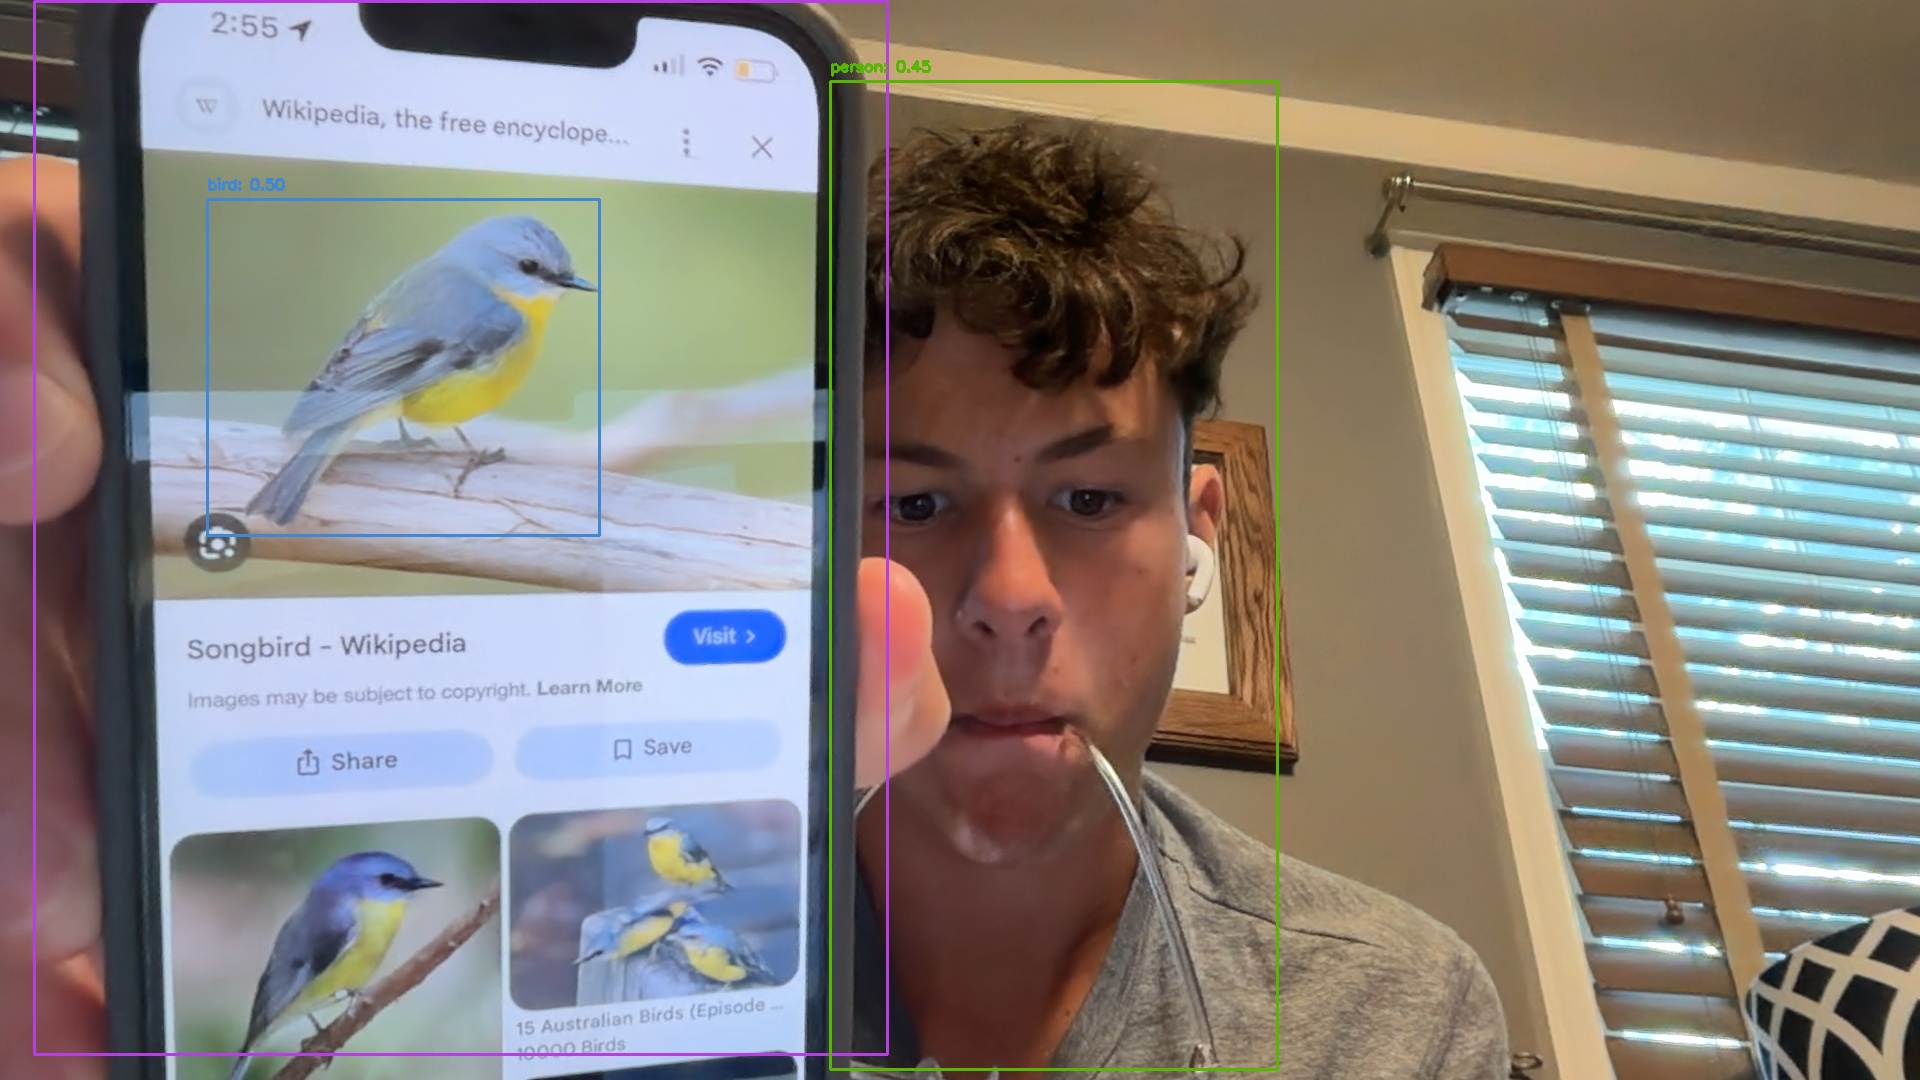 2:55
W
Wikipedia, the free encyclope...
person: 0.45
bird: 0.50
Songbird – Wikipedia
Visit >
Images may be subject to copyright. Learn More
Share
Save
15 Australian Birds (Episode ...
10000 Birds